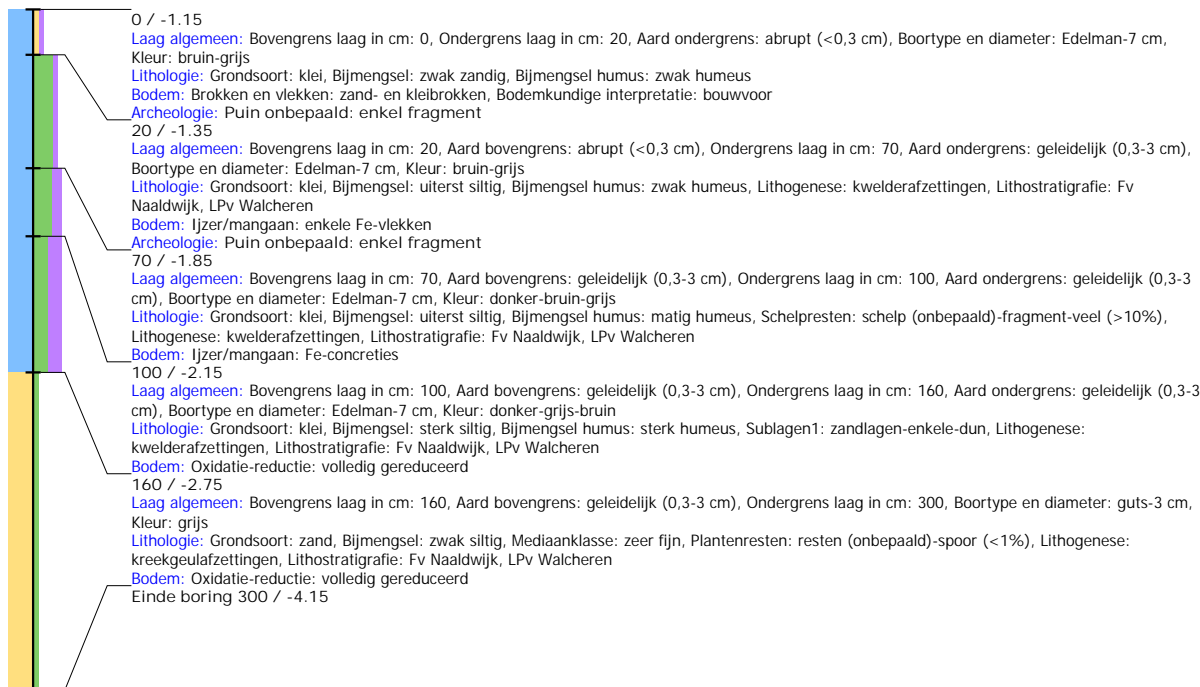 0 / -1.15
Laag algemeen: Bovengrens laag in cm: 0, Ondergrens laag in cm: 20, Aard ondergrens: abrupt (<0,3 cm), Boortype en diameter: Edelman-7 cm,
Kleur: bruin-grijs
Lithologie: Grondsoort: klei, Bijmengsel: zwak zandig, Bijmengsel humus: zwak humeus
Bodem: Brokken en vlekken: zand- en kleibrokken, Bodemkundige interpretatie: bouwvoor
Archeologie: Puin onbepaald: enkel fragment
20 / -1.35
Laag algemeen: Bovengrens laag in cm: 20, Aard bovengrens: abrupt (<0,3 cm), Ondergrens laag in cm: 70, Aard ondergrens: geleidelijk (0,3-3 cm),
Boortype en diameter: Edelman-7 cm, Kleur: bruin-grijs
Lithologie: Grondsoort: klei, Bijmengsel: uiterst siltig, Bijmengsel humus: zwak humeus, Lithogenese: kwelderafzettingen, Lithostratigrafie: Fv
Naaldwijk, LPv Walcheren
Bodem: Ijzer/mangaan: enkele Fe-vlekken
Archeologie: Puin onbepaald: enkel fragment
70 / -1.85
Laag algemeen: Bovengrens laag in cm: 70, Aard bovengrens: geleidelijk (0,3-3 cm), Ondergrens laag in cm: 100, Aard ondergrens: geleidelijk (0,3-3
cm), Boortype en diameter: Edelman-7 cm, Kleur: donker-bruin-grijs
Lithologie: Grondsoort: klei, Bijmengsel: uiterst siltig, Bijmengsel humus: matig humeus, Schelpresten: schelp (onbepaald)-fragment-veel (>10%),
Lithogenese: kwelderafzettingen, Lithostratigrafie: Fv Naaldwijk, LPv Walcheren
Bodem: Ijzer/mangaan: Fe-concreties
100 / -2.15
Laag algemeen: Bovengrens laag in cm: 100, Aard bovengrens: geleidelijk (0,3-3 cm), Ondergrens laag in cm: 160, Aard ondergrens: geleidelijk (0,3-3
cm), Boortype en diameter: Edelman-7 cm, Kleur: donker-grijs-bruin
Lithologie: Grondsoort: klei, Bijmengsel: sterk siltig, Bijmengsel humus: sterk humeus, Sublagen1: zandlagen-enkele-dun, Lithogenese:
kwelderafzettingen, Lithostratigrafie: Fv Naaldwijk, LPv Walcheren
Bodem: Oxidatie-reductie: volledig gereduceerd
160 / -2.75
Laag algemeen: Bovengrens laag in cm: 160, Aard bovengrens: geleidelijk (0,3-3 cm), Ondergrens laag in cm: 300, Boortype en diameter: guts-3 cm,
Kleur: grijs
Lithologie: Grondsoort: zand, Bijmengsel: zwak siltig, Mediaanklasse: zeer fijn, Plantenresten: resten (onbepaald)-spoor (<1%), Lithogenese:
kreekgeulafzettingen, Lithostratigrafie: Fv Naaldwijk, LPv Walcheren
Bodem: Oxidatie-reductie: volledig gereduceerd
Einde boring 300 / -4.15